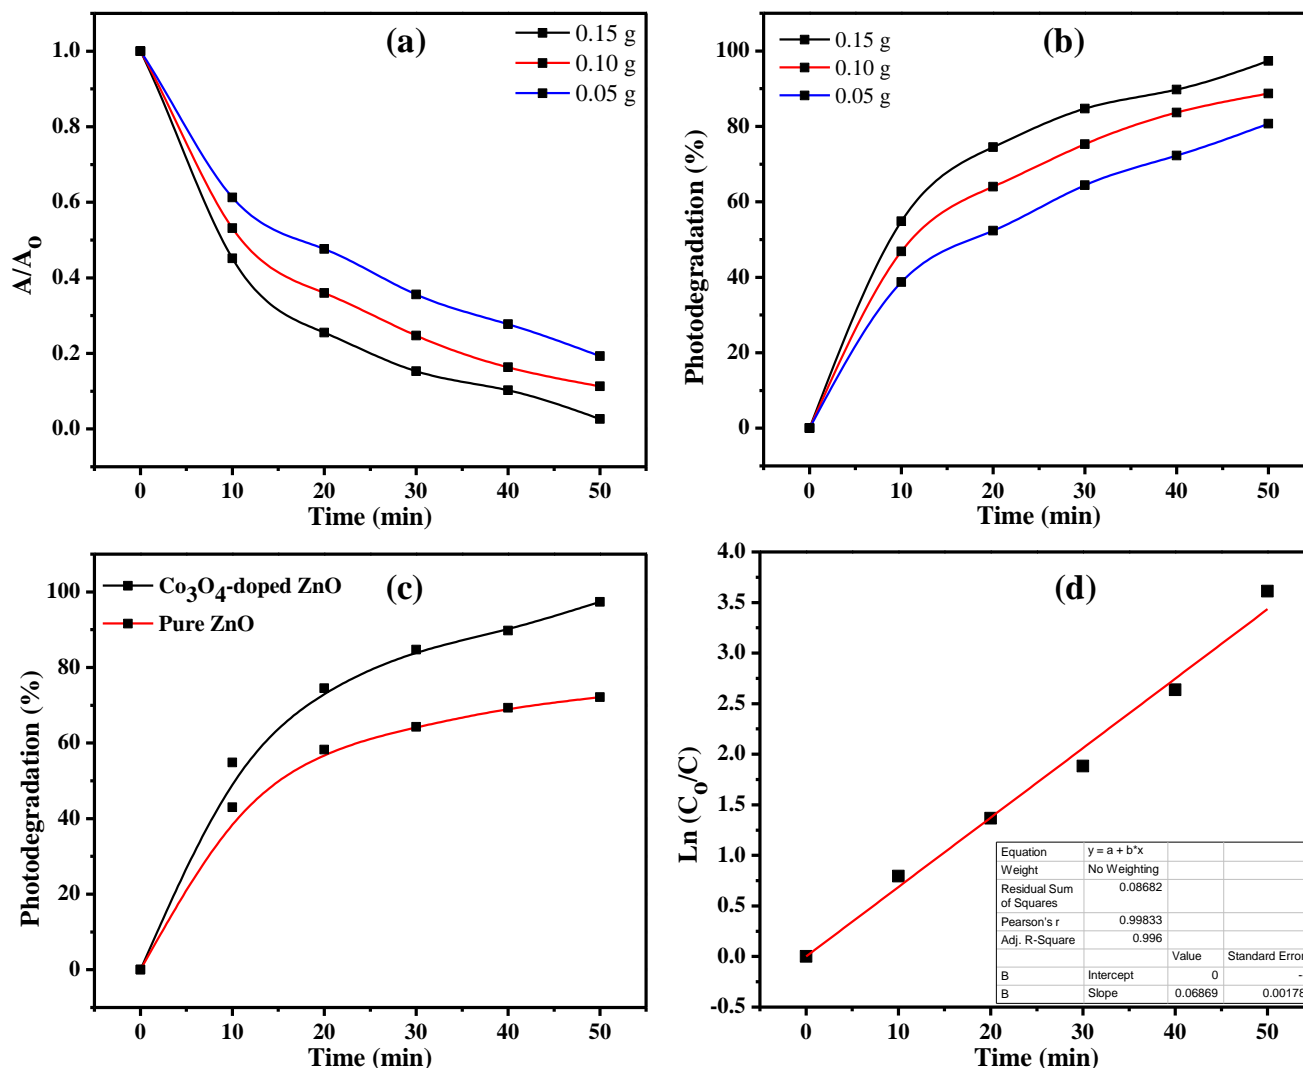 (a)
0.15 g
0.10 g
0.05 g
1.0
0.8
0.6
0.4
0.2
0.0
A/Ao
0 10 20 30 40 50
Time (min)
(b)
0.15 g
0.10 g
0.05 g
100
80
60
40
20
0
Photodegradation (%)
0 10 20 30 40 50
Time (min)
(c)
Co3O4-doped ZnO
Pure ZnO
100
80
60
40
20
0
Photodegradation (%)
0 10 20 30 40 50
Time (min)
(d)
4.0
3.5
3.0
2.5
2.0
1.5
1.0
0.5
0.0
-0.5
Ln (Co/C)
Equation y = a + b*x
Weight No Weighting
Residual Sum
of Squares 0.08682
Pearson's r 0.99833
Adj. R-Square 0.996
Value Standard Error
B Intercept 0 -
B Slope 0.06869 0.00178
0 10 20 30 40 50
Time (min)